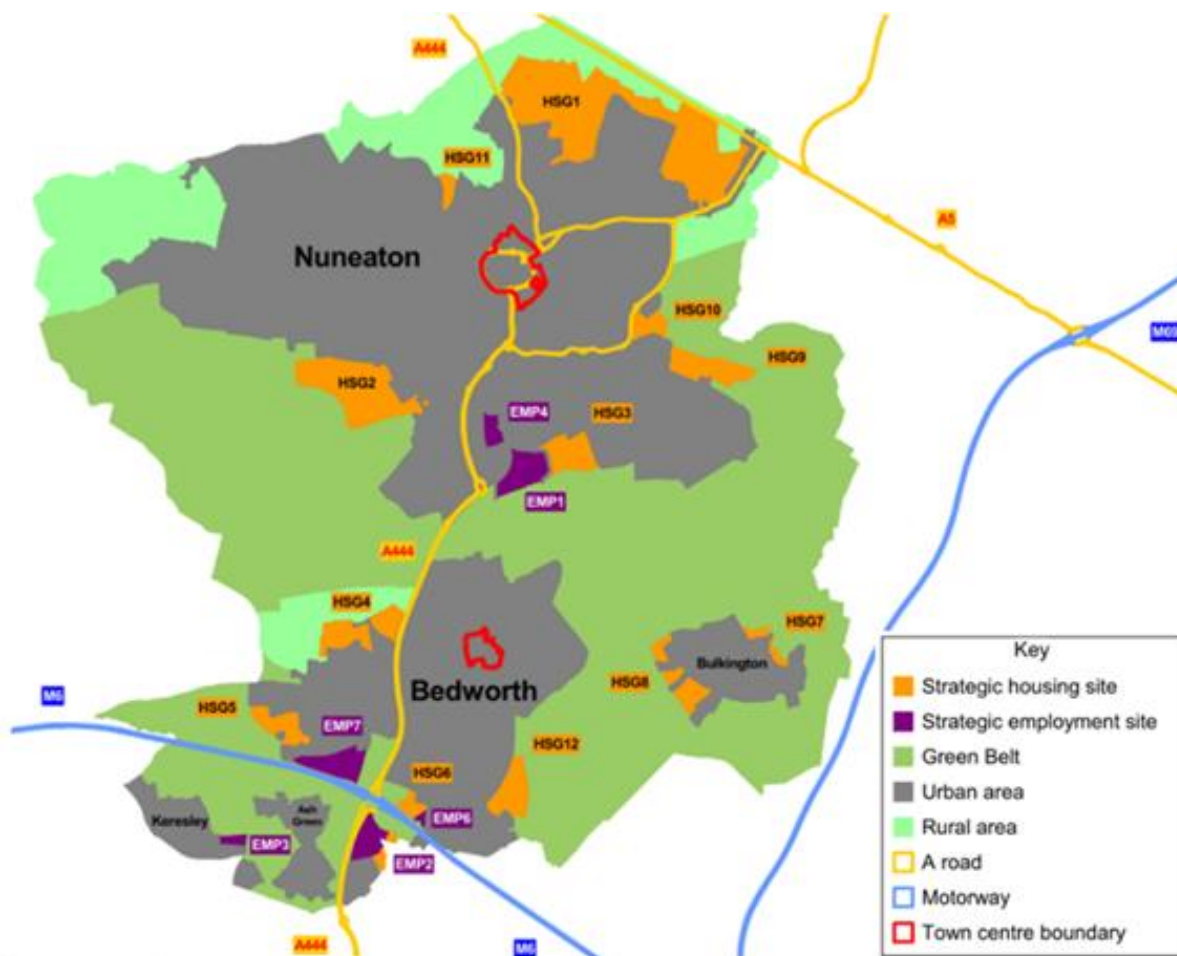 A444
HSG1
HSG11
A5
Nuneaton
HSG10
M69
HSG9
HSG2
EMP4
HSG3
EMP1
A444
HSG4
HSG7
Bulkington
HSG8
Bedworth
M6
HSG5
EMP7
HSG12
HSG6
Keresley
Ash
Green
EMP6
EMP3
EMP2
A444
M6
Key
Strategic housing site
Strategic employment site
Green Belt
Urban area
Rural area
A road
Motorway
Town centre boundary